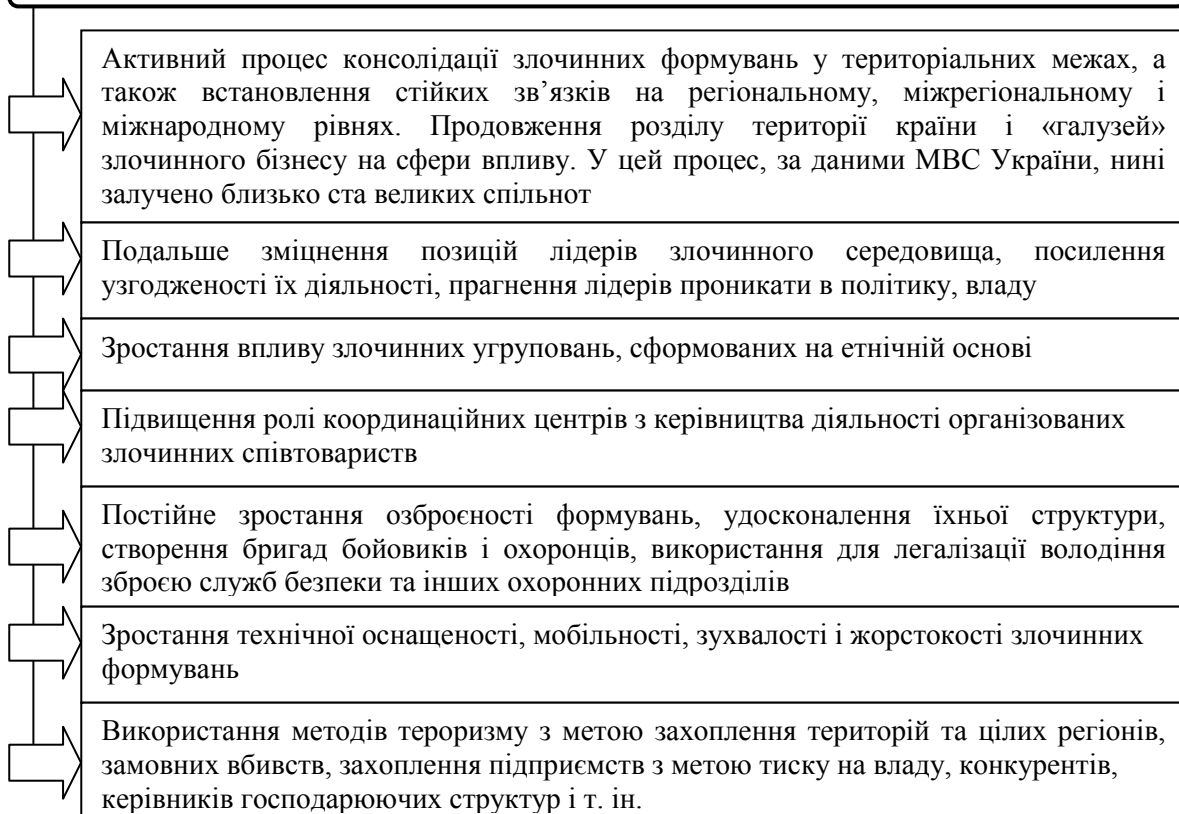 Активний процес консолідації злочинних формувань у територіальних межах, а
також встановлення стійких зв’язків на регіональному, міжрегіональному і
міжнародному рівнях. Продовження розділу території країни і «галузей»
злочинного бізнесу на сфери впливу. У цей процес, за даними МВС України, нині
залучено близько ста великих спільнот
Подальше зміцнення позицій лідерів злочинного середовища, посилення
узгодженості їх діяльності, прагнення лідерів проникати в політику, владу
Зростання впливу злочинних угруповань, сформованих на етнічній основі
Підвищення ролі координаційних центрів з керівництва діяльності організованих
злочинних співтовариств
Постійне зростання озброєності формувань, удосконалення їхньої структури,
створення бригад бойовиків і охоронців, використання для легалізації володіння
зброєю служб безпеки та інших охоронних підрозділів
Зростання технічної оснащеності, мобільності, зухвалості і жорстокості злочинних
формувань
Використання методів тероризму з метою захоплення територій та цілих регіонів,
замовних вбивств, захоплення підприємств з метою тиску на владу, конкурентів,
керівників господарюючих структур і т. ін.